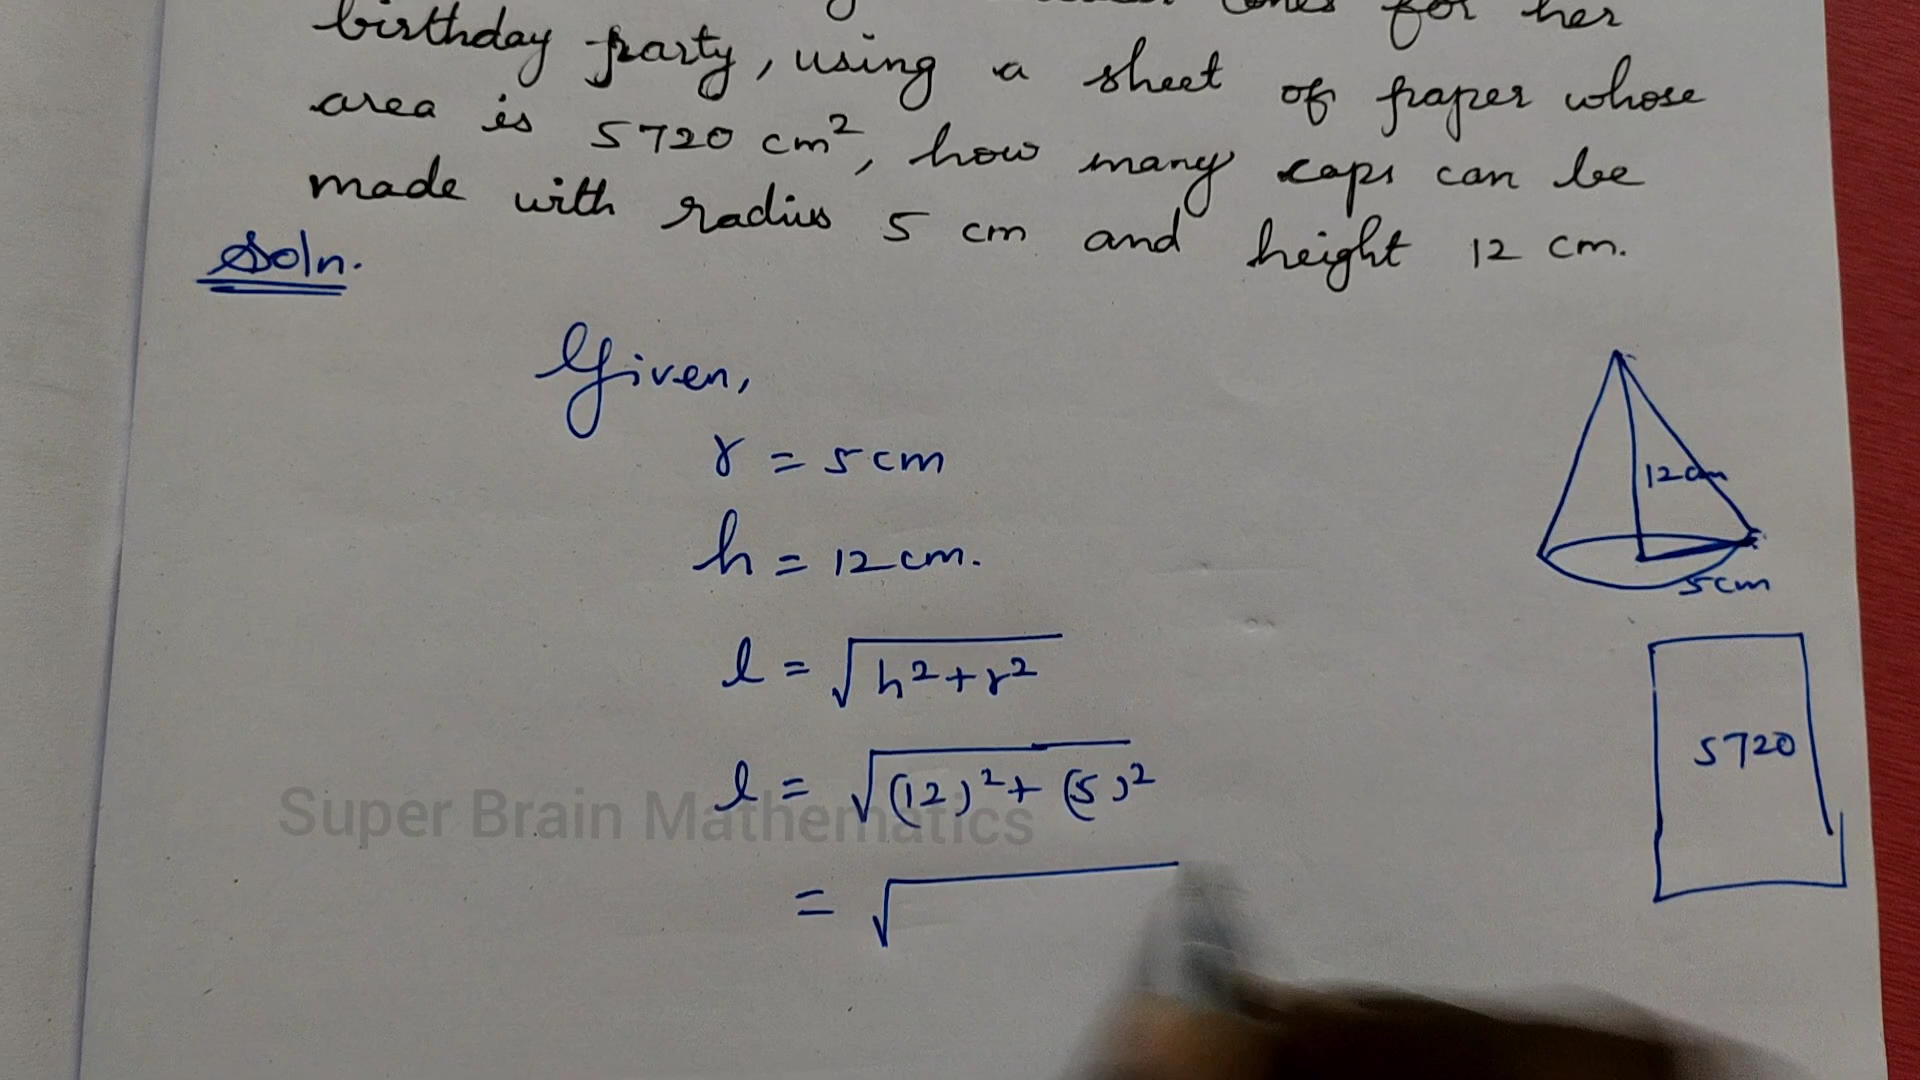 for her
birthday party, using a sheet of paper whose
area is 5720 cm², how many caps can be
made with radius 5 cm and height 12 cm.
Soln.
Given,
r = 5cm
h = 12cm.
l = √h²+r²
l = √(12)²+(5)²
= √
12cm
5cm
5720
Super Brain Mathematics